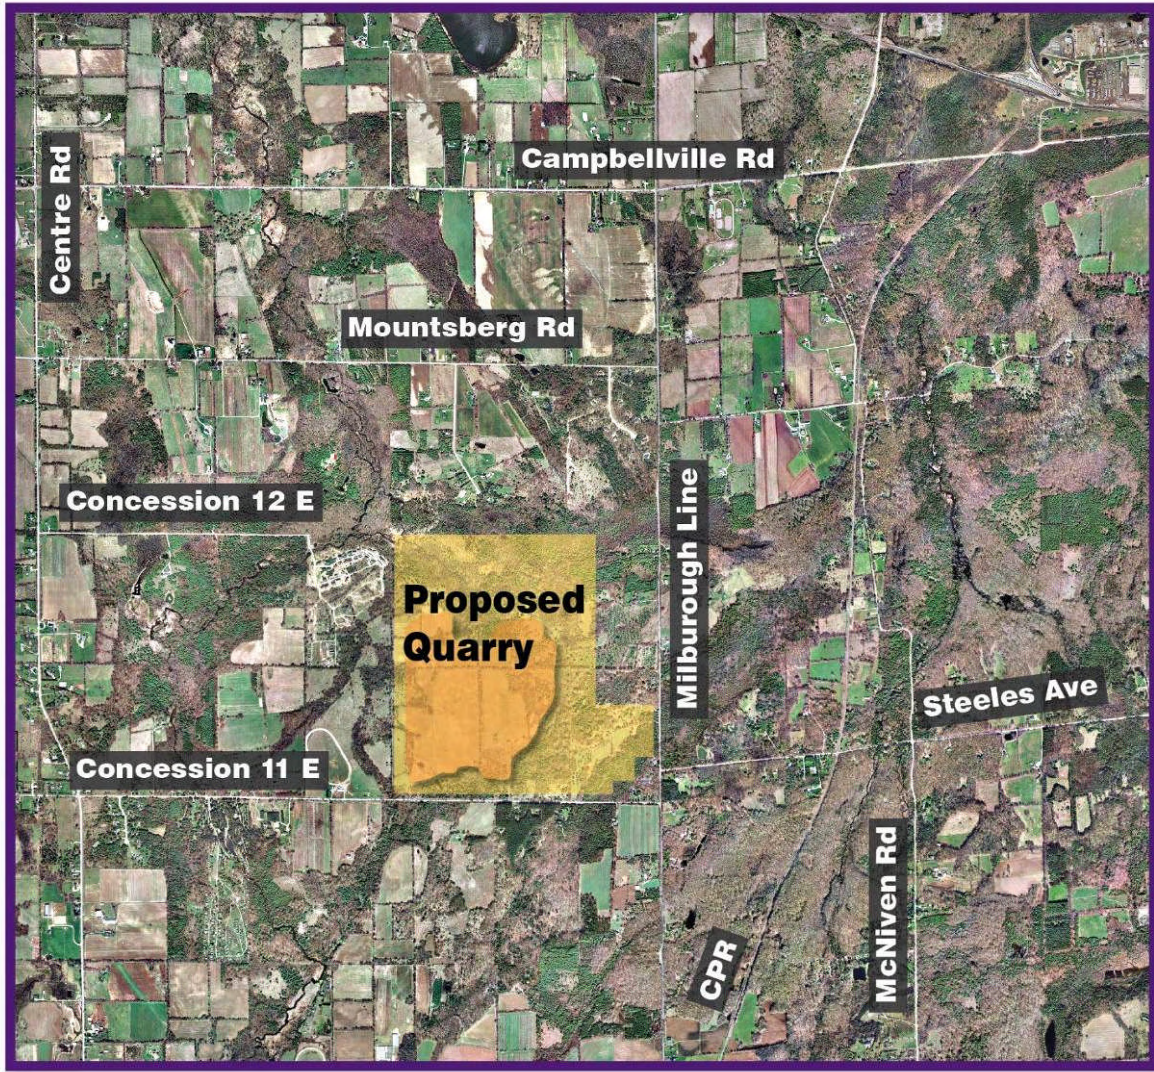 Campbellville Rd
Centre Rd
Mountsberg Rd
Concession 12 E
Milburough Line
Proposed
Quarry
Steeles Ave
Concession 11 E
McNiven Rd
CPR